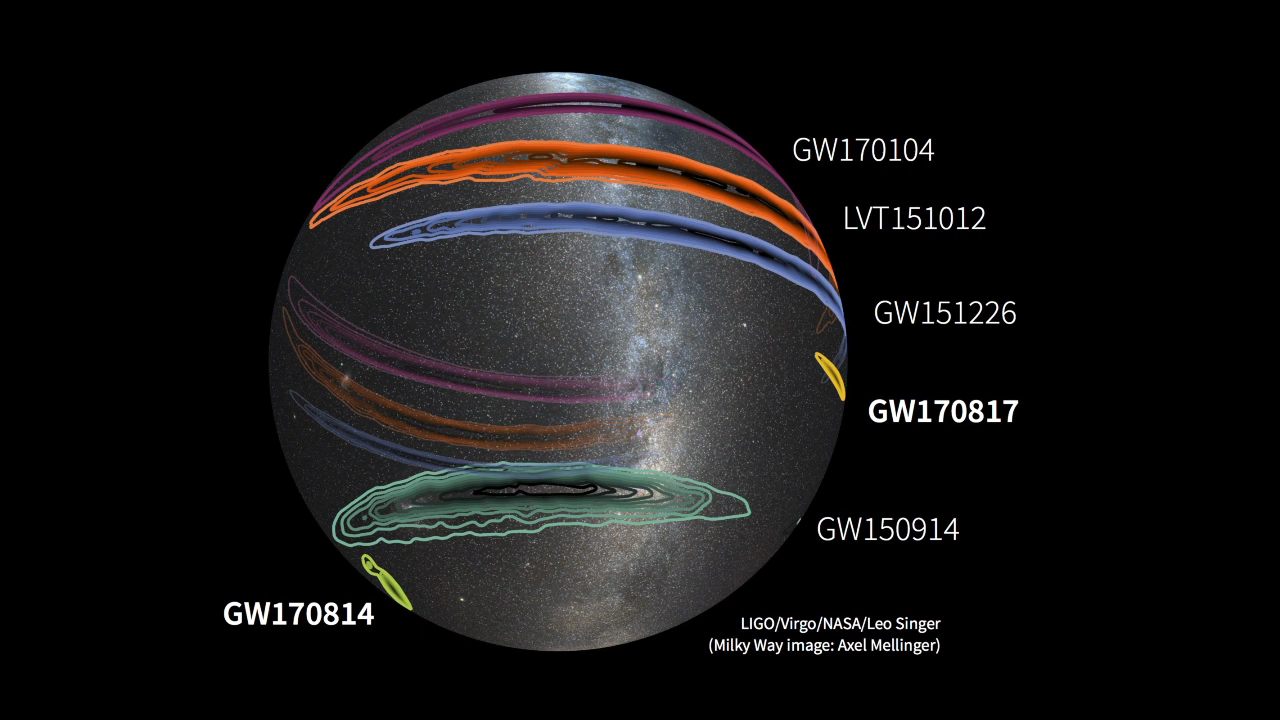 GW170104
LVT151012
GW151226
GW170817
GW150914
GW170814
LIGO/Virgo/NASA/Leo Singer
(Milky Way image: Axel Mellinger)